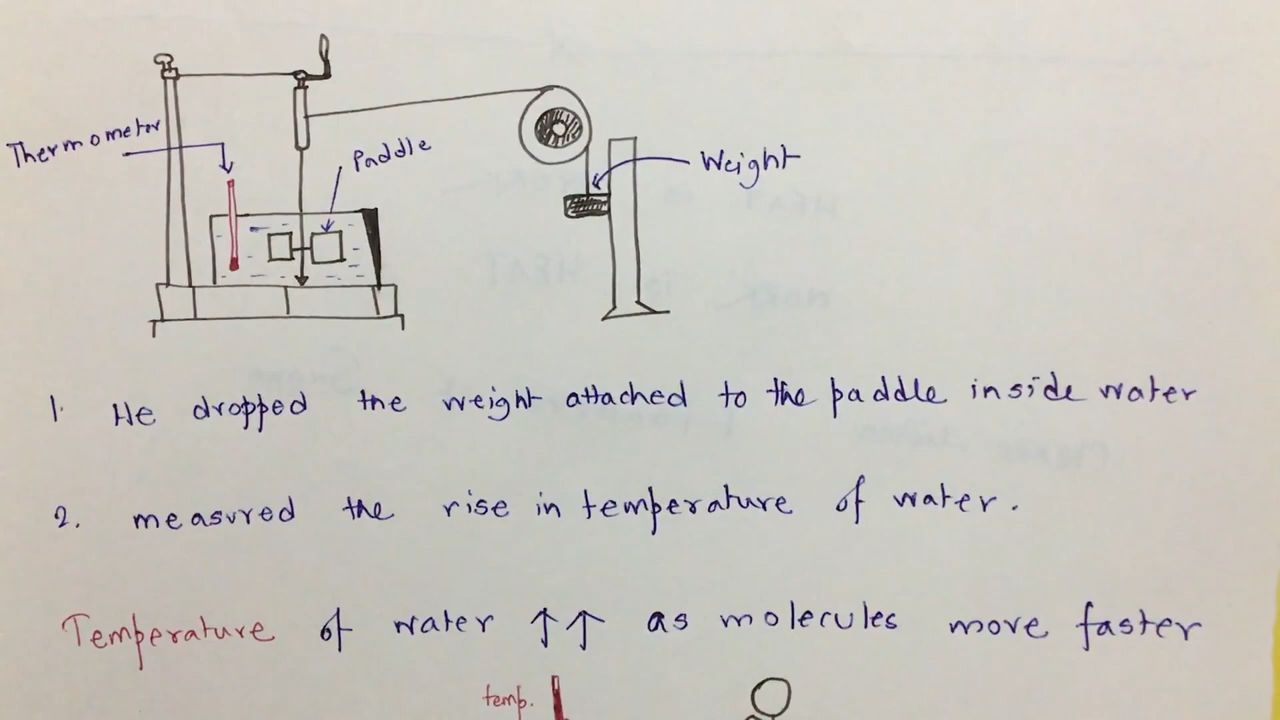 Thermometer
Paddle
Weight
1. He dropped the weight attached to the paddle inside water
2. measured the rise in temperature of water.
Temperature of water ↑↑ as molecules move faster
temp.